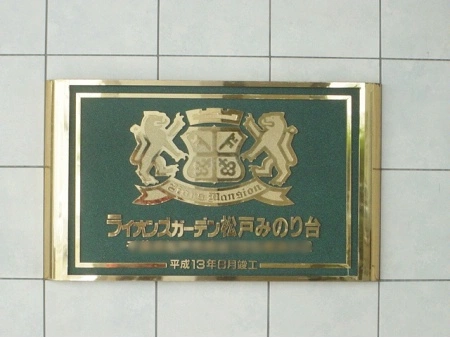 Lions Mansion
ライオンズガーデン松戸みのり台
平成13年8月竣工